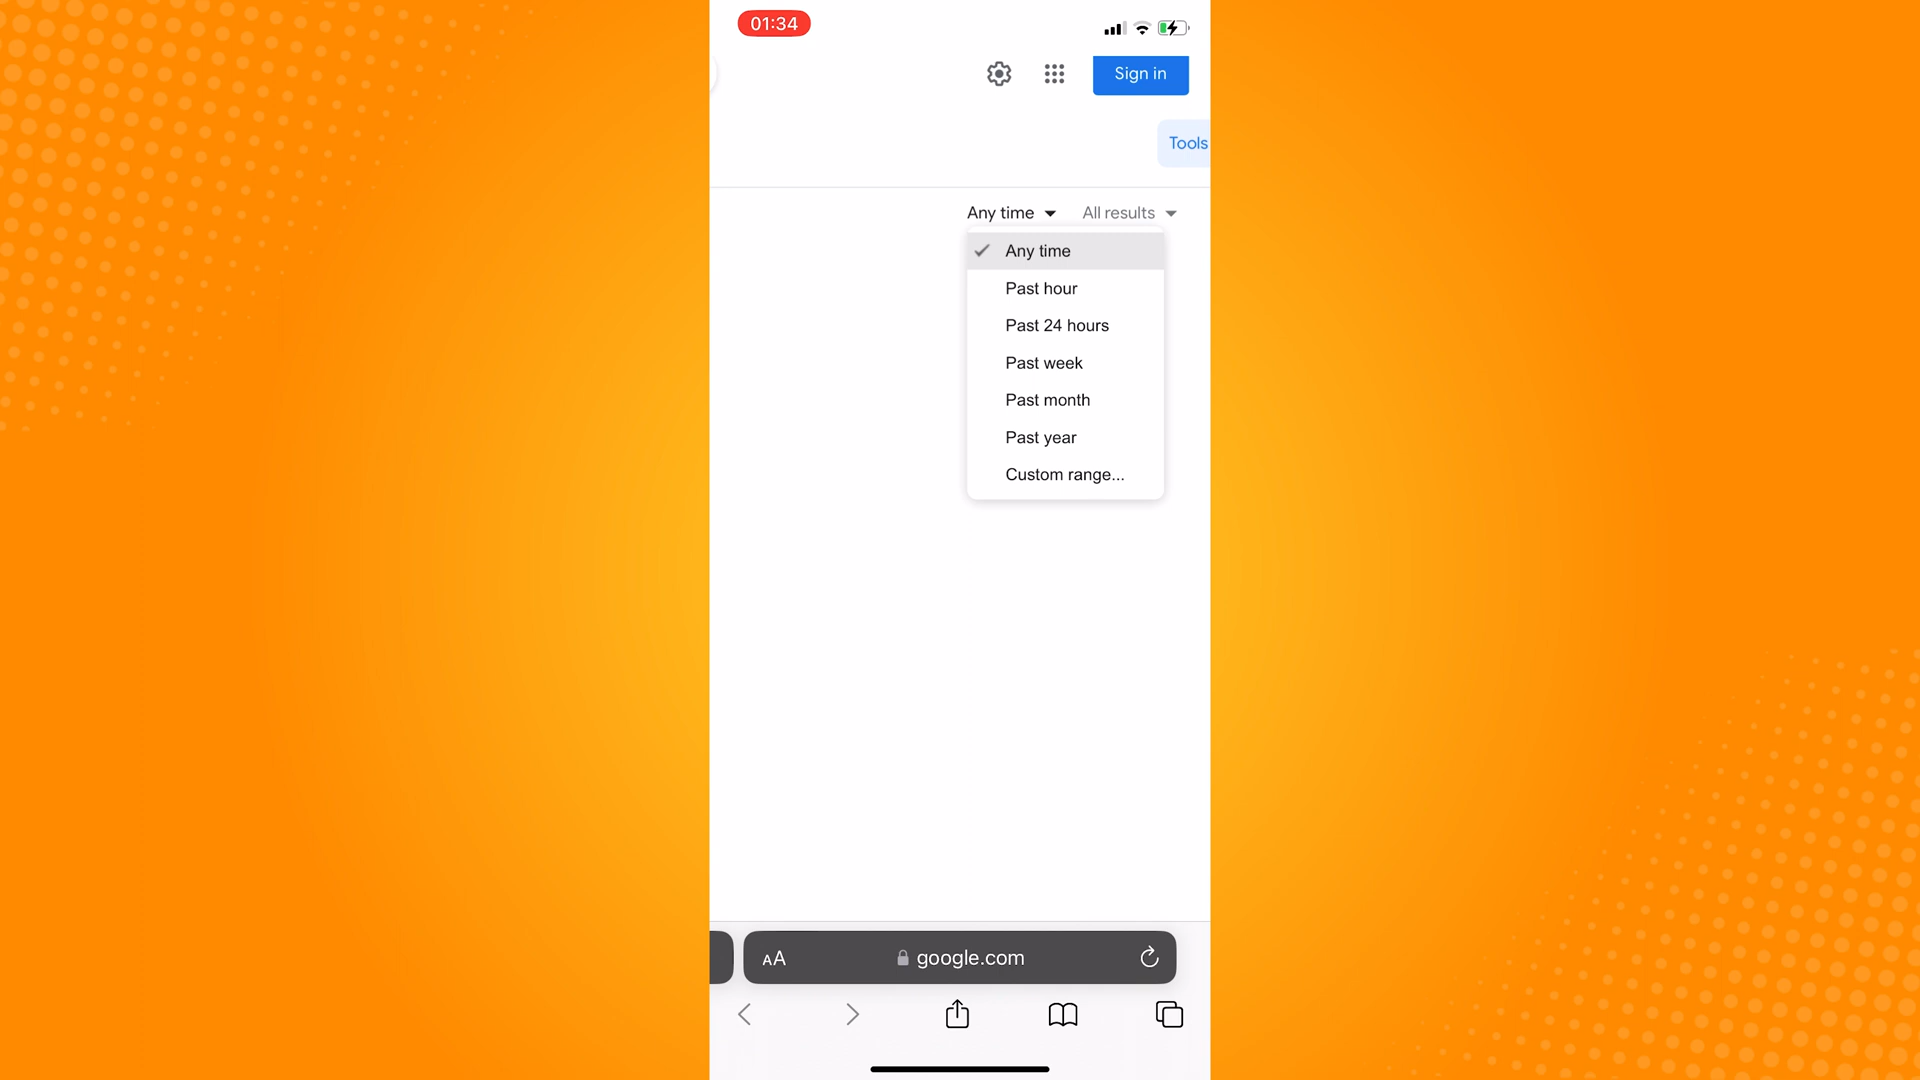 01:34
Sign in
Tools
Any time All results
Any time
Past hour
Past 24 hours
Past week
Past month
Past year
Custom range...
AA google.com